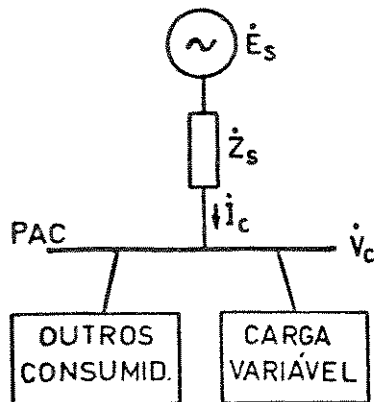 ~
Ės
Żs
İc
PAC
V̇c
OUTROS
CONSUMID.
CARGA
VARIÁVEL